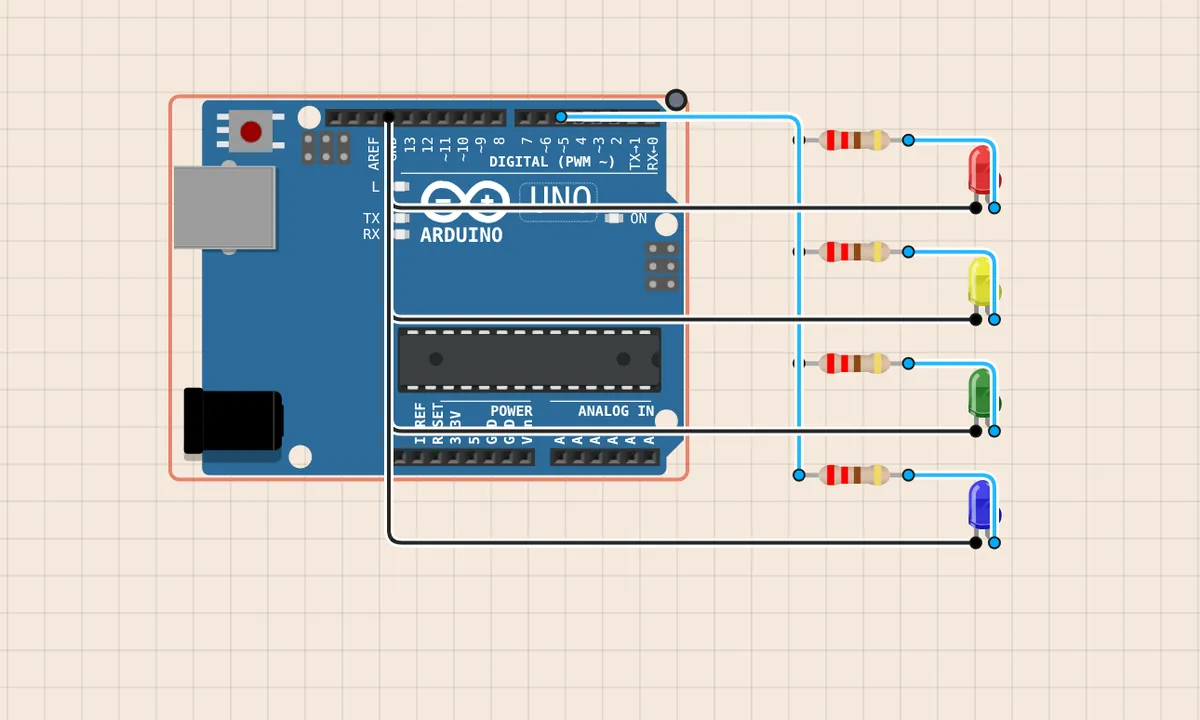 AREF
13
12
~11
~10
~9
8
7
~6
~5
4
~3
2
TX→1
RX←0
DIGITAL (PWM ~)
L
UNO
TX
ON
RX
ARDUINO
POWER
ANALOG IN
RESET